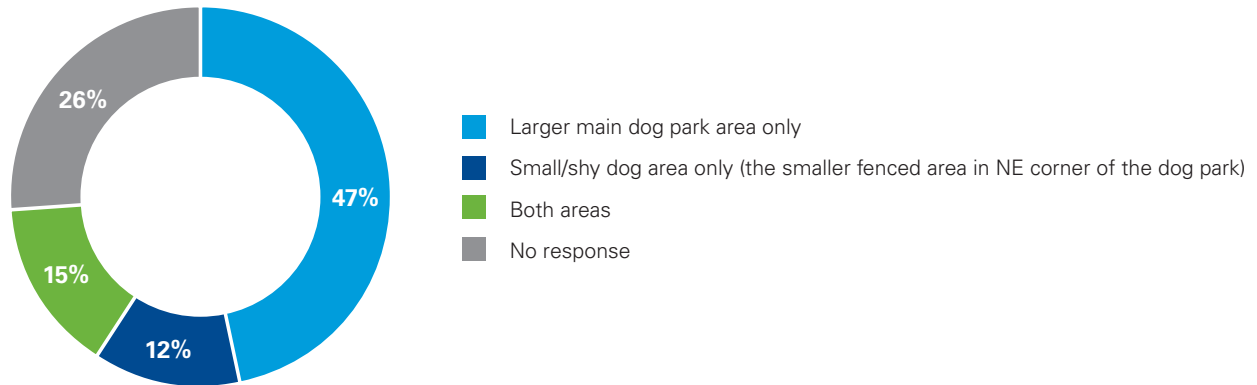 26%
47%
15%
12%
Larger main dog park area only
Small/shy dog area only (the smaller fenced area in NE corner of the dog park)
Both areas
No response